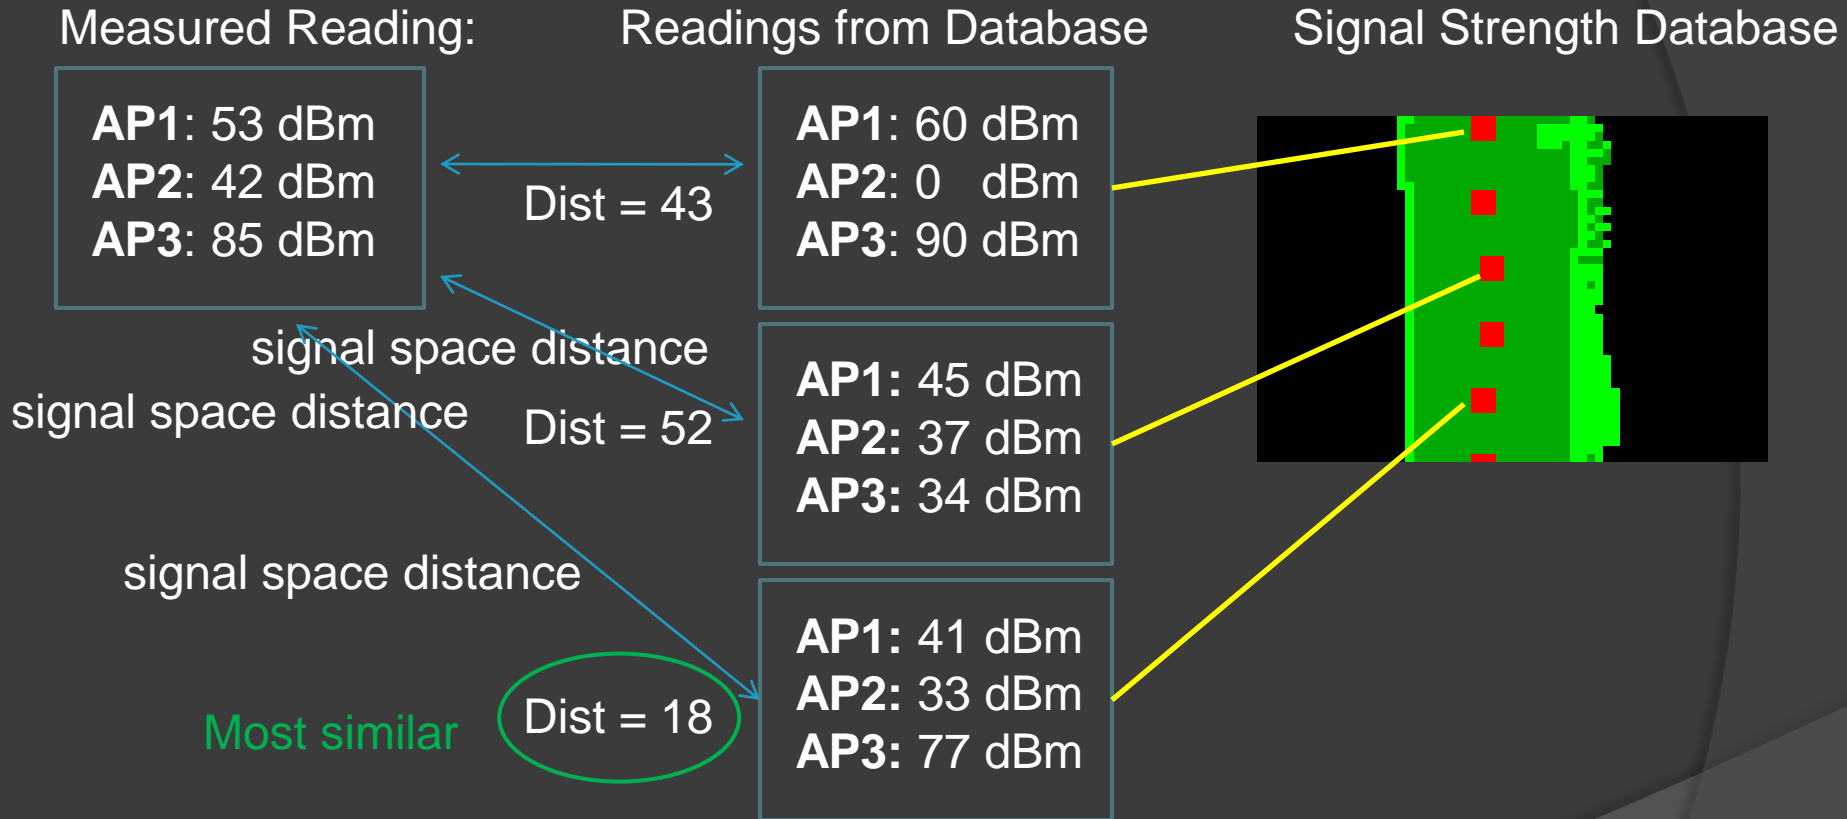 Measured Reading:
Readings from Database
Signal Strength Database
AP1: 53 dBm
AP2: 42 dBm
AP3: 85 dBm
Dist = 43
AP1: 60 dBm
AP2: 0 dBm
AP3: 90 dBm
signal space distance
signal space distance
Dist = 52
AP1: 45 dBm
AP2: 37 dBm
AP3: 34 dBm
signal space distance
Most similar
Dist = 18
AP1: 41 dBm
AP2: 33 dBm
AP3: 77 dBm